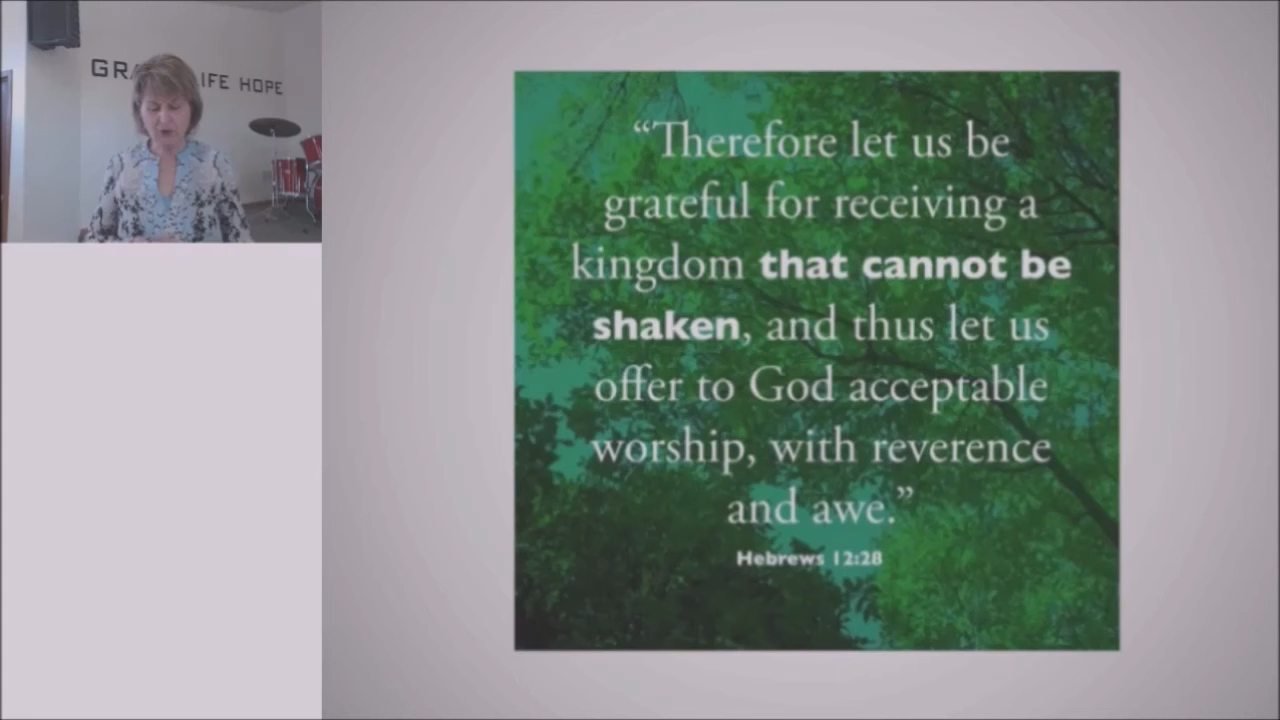 GRA IFE HOPE
“Therefore let us be
grateful for receiving a
kingdom that cannot be
shaken, and thus let us
offer to God acceptable
worship, with reverence
and awe.”
Hebrews 12:28